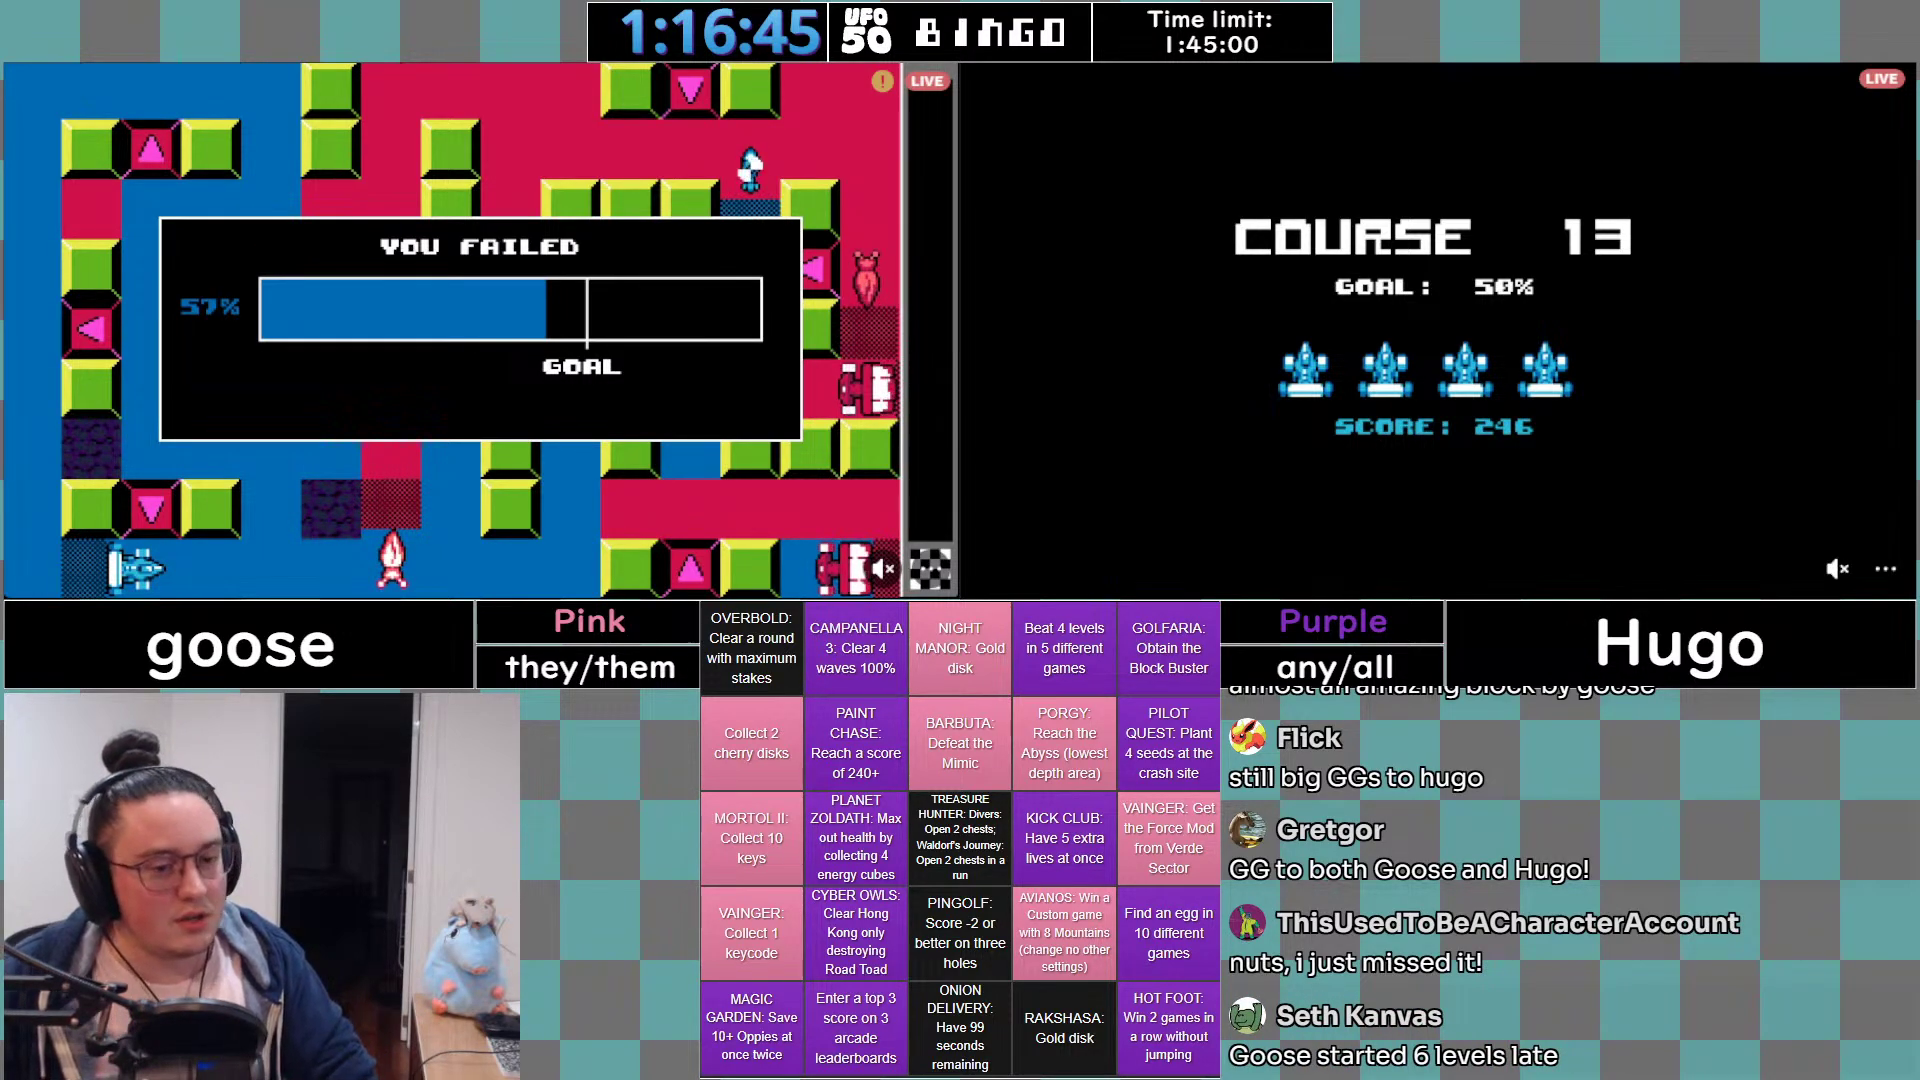 1:16:45
UFO 50 BINGO
Time limit:
1:45:00
LIVE
LIVE
YOU FAILED
57%
GOAL
COURSE 13
GOAL: 50%
SCORE: 246
goose
Pink
they/them
Purple
any/all
Hugo
OVERBOLD:
Clear a round
with maximum
stakes
CAMPANELLA
3: Clear 4
waves 100%
NIGHT
MANOR: Gold
disk
Beat 4 levels
in 5 different
games
GOLFARIA:
Obtain the
Block Buster
Collect 2
cherry disks
PAINT
CHASE:
Reach a score
of 240+
BARBUTA:
Defeat the
Mimic
PORGY:
Reach the
Abyss (lowest
depth area)
PILOT
QUEST: Plant
4 seeds at the
crash site
MORTOL II:
Collect 10
keys
PLANET
ZOLDATH: Max
out health by
collecting 4
energy cubes
TREASURE
HUNTER: Divers:
Open 2 chests;
Waldorf's Journey:
Open 2 chests in a
run
KICK CLUB:
Have 5 extra
lives at once
VAINGER: Get
the Force Mod
from Verde
Sector
VAINGER:
Collect 1
keycode
CYBER OWLS:
Clear Hong
Kong only
destroying
Road Toad
PINGOLF:
Score -2 or
better on three
holes
AVIANOS: Win a
Custom game
with 8 Mountains
(change no other
settings)
Find an egg in
10 different
games
MAGIC
GARDEN: Save
10+ Oppies at
once twice
Enter a top 3
score on 3
arcade
leaderboards
ONION
DELIVERY:
Have 99
seconds
remaining
RAKSHASA:
Gold disk
HOT FOOT:
Win 2 games in
a row without
jumping
almost an amazing block by goose
Flick
still big GGs to hugo
Gretgor
GG to both Goose and Hugo!
ThisUsedToBeACharacterAccount
nuts, i just missed it!
Seth Kanvas
Goose started 6 levels late